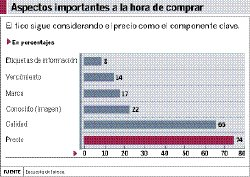 Aspectos importantes a la hora de comprar
El tico sigue considerando el precio como el componente clave.
En porcentajes
Etiquetas de información 8
Vencimiento 14
Marca 17
Conocido (imagen) 22
Calidad 65
Precio 74
0 10 20 30 40 50 60 70 80
FUENTE